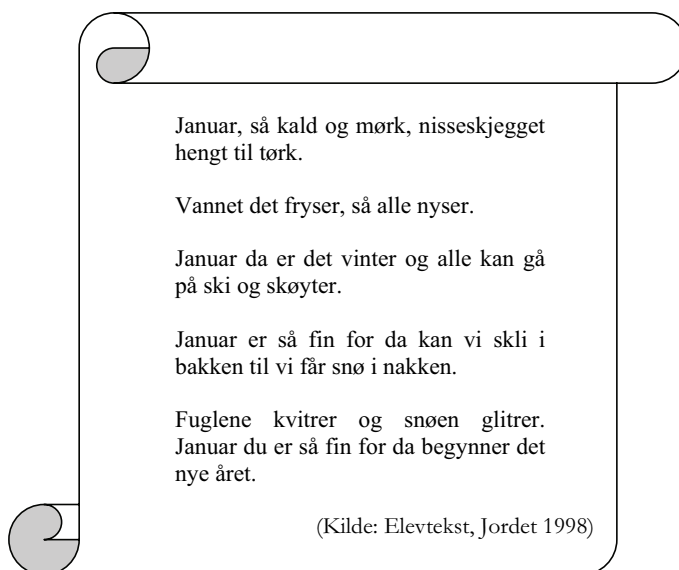 Januar, så kald og mørk, nisseskjegget
hengt til tørk.
Vannet det fryser, så alle nyser.
Januar da er det vinter og alle kan gå
på ski og skøyter.
Januar er så fin for da kan vi skli i
bakken til vi får snø i nakken.
Fuglene kvitrer og snøen glitrer.
Januar du er så fin for da begynner det
nye året.
(Kilde: Elevtekst, Jordet 1998)